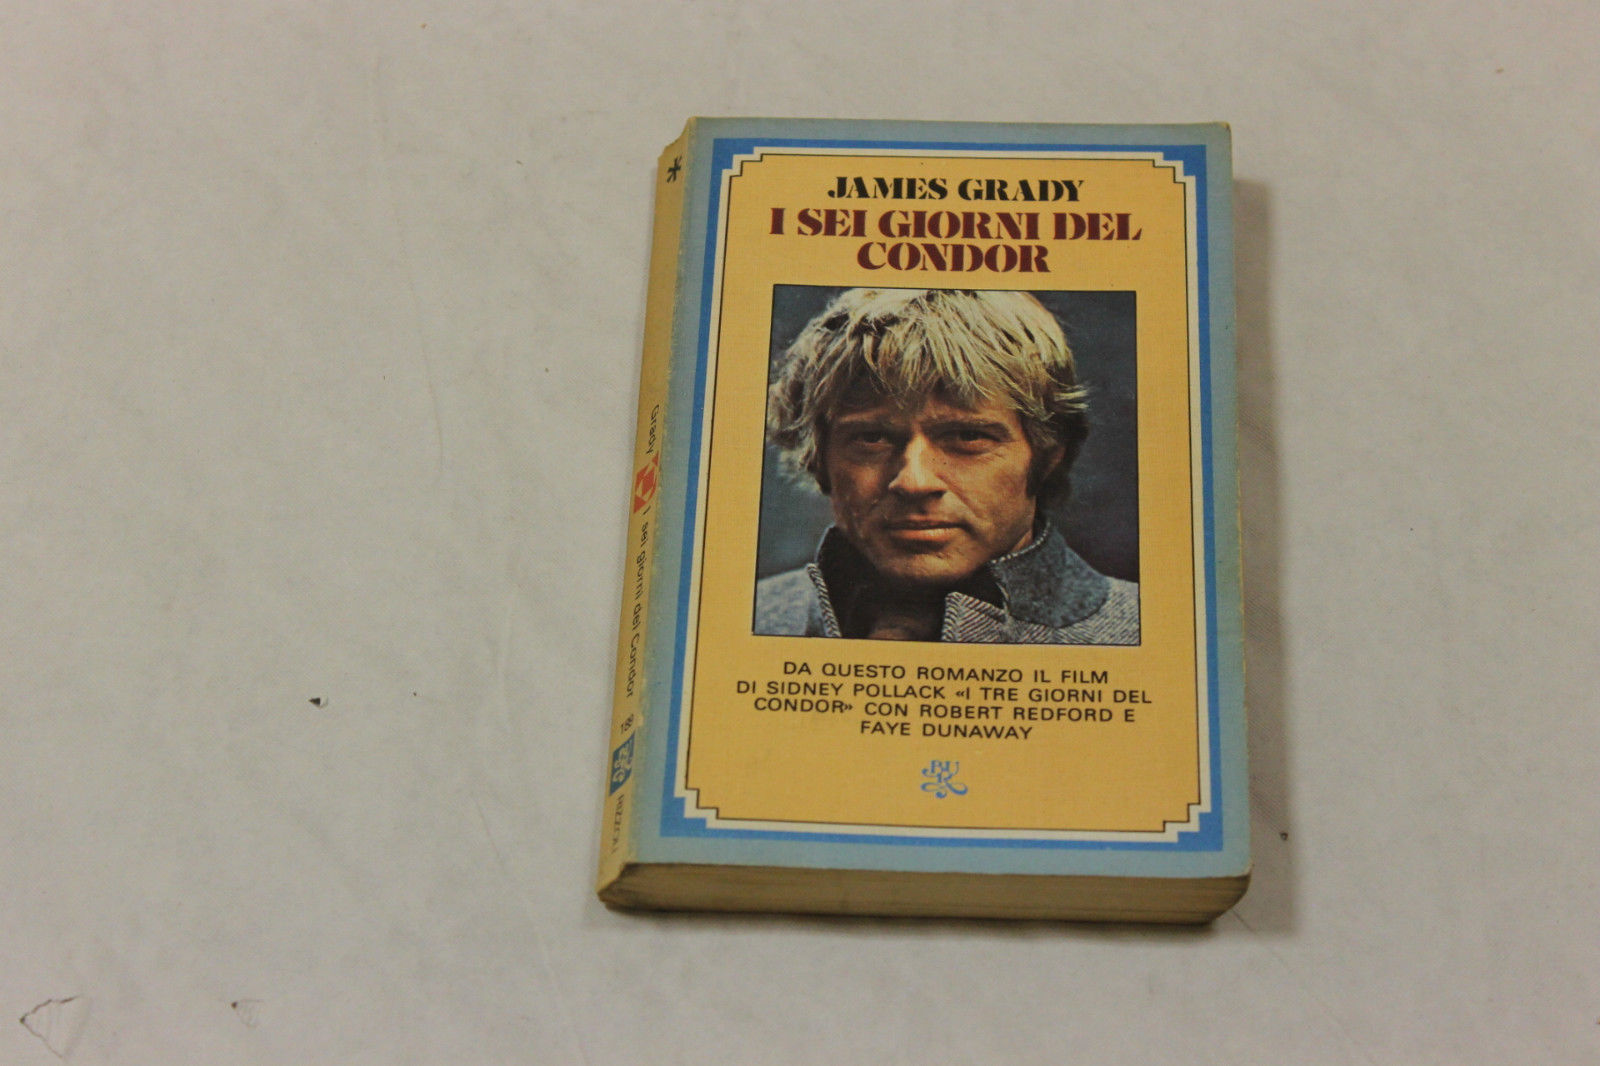 JAMES GRADY
I SEI GIORNI DEL
CONDOR
DA QUESTO ROMANZO IL FILM
DI SIDNEY POLLACK «I TRE GIORNI DEL
CONDOR» CON ROBERT REDFORD E
FAYE DUNAWAY
BUR
Grady I sei giorni del Condor
RIZZOLI